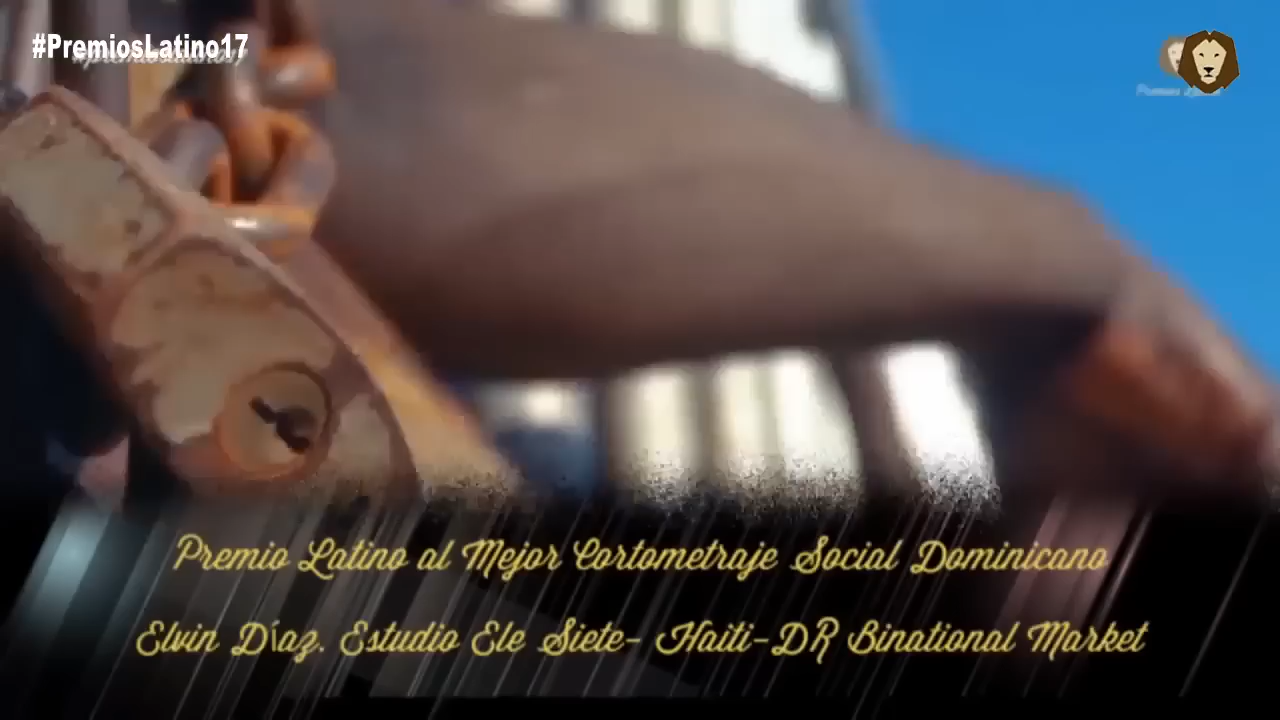 #PremiosLatino17
Premio Latino al Mejor Cortometraje Social Dominicano
Elvin Díaz. Estudio Ele Siete- Haiti-DR Binational Market